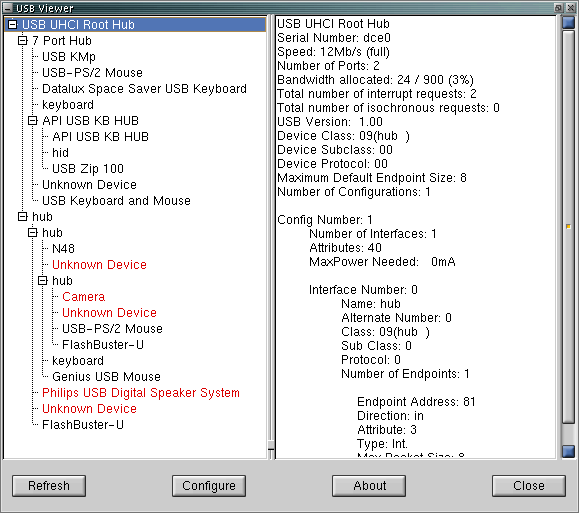 USB Viewer
USB UHCI Root Hub
7 Port Hub
USB KMp
USB-PS/2 Mouse
Datalux Space Saver USB Keyboard
keyboard
API USB KB HUB
API USB KB HUB
hid
USB Zip 100
Unknown Device
USB Keyboard and Mouse
hub
hub
N48
Unknown Device
hub
Camera
Unknown Device
USB-PS/2 Mouse
FlashBuster-U
keyboard
Genius USB Mouse
Philips USB Digital Speaker System
Unknown Device
FlashBuster-U
USB UHCI Root Hub
Serial Number: dce0
Speed: 12Mb/s (full)
Number of Ports: 2
Bandwidth allocated: 24 / 900 (3%)
Total number of interrupt requests: 2
Total number of isochronous requests: 0
USB Version:  1.00
Device Class: 09(hub  )
Device Subclass: 00
Device Protocol: 00
Maximum Default Endpoint Size: 8
Number of Configurations: 1
Config Number: 1
Number of Interfaces: 1
Attributes: 40
MaxPower Needed:   0mA
Interface Number: 0
Name: hub
Alternate Number: 0
Class: 09(hub  )
Sub Class: 0
Protocol: 0
Number of Endpoints: 1
Endpoint Address: 81
Direction: in
Attribute: 3
Type: Int.
Max Packet Size: 8
Refresh
Configure
About
Close